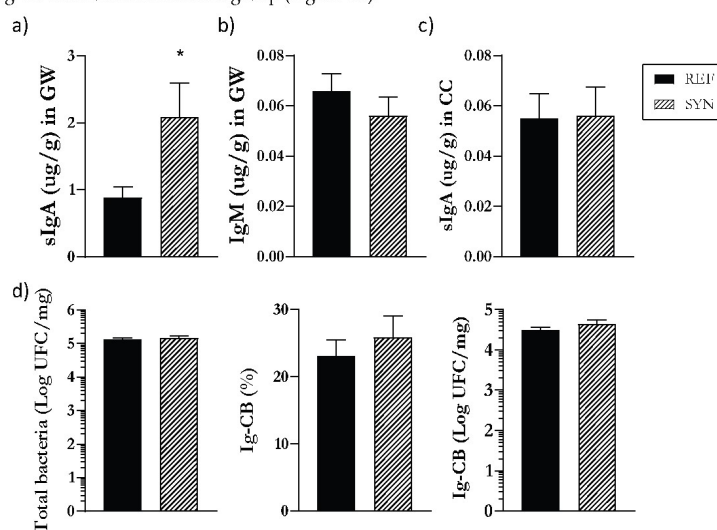 a)
b)
c)
REF
SYN
sIgA (ug/g) in GW
3
2
1
0
*
IgM (ug/g) in GW
0.08
0.06
0.04
0.02
0.00
sIgA (ug/g) in CC
0.08
0.06
0.04
0.02
0.00
d)
Total bacteria (Log UFC/mg)
6
5
4
3
2
1
0
Ig-CB (%)
30
20
10
0
Ig-CB (Log UFC/mg)
5
4
3
2
1
0